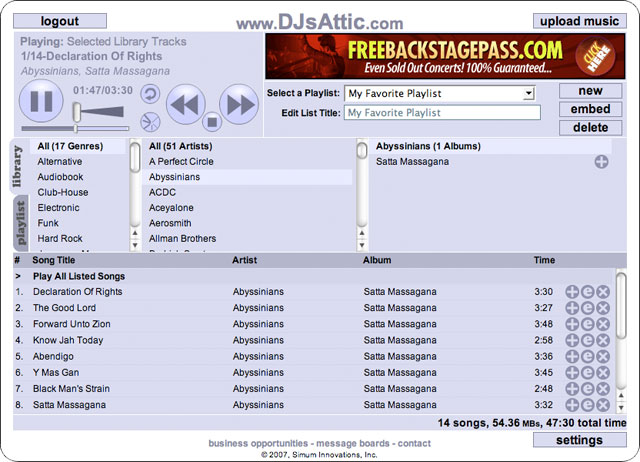 logout
www.DJsAttic.com
upload music
Playing: Selected Library Tracks
1/14-Declaration Of Rights
Abyssinians, Satta Massagana
01:47/03:30
FREEBACKSTAGEPASS.COM
Even Sold Out Concerts! 100% Guaranteed...
CLICK HERE
Select a Playlist: My Favorite Playlist
Edit List Title: My Favorite Playlist
new
embed
delete
library
playlist
All (17 Genres)
Alternative
Audiobook
Club-House
Electronic
Funk
Hard Rock
All (51 Artists)
A Perfect Circle
Abyssinians
ACDC
Aceyalone
Aerosmith
Allman Brothers
Abyssinians (1 Albums)
Satta Massagana
# Song Title Artist Album Time
> Play All Listed Songs
1. Declaration Of Rights Abyssinians Satta Massagana 3:30 e
2. The Good Lord Abyssinians Satta Massagana 3:27 e
3. Forward Unto Zion Abyssinians Satta Massagana 3:48 e
4. Know Jah Today Abyssinians Satta Massagana 2:58 e
5. Abendigo Abyssinians Satta Massagana 3:36 e
6. Y Mas Gan Abyssinians Satta Massagana 3:45 e
7. Black Man's Strain Abyssinians Satta Massagana 2:48 e
8. Satta Massagana Abyssinians Satta Massagana 3:32 e
14 songs, 54.36 MBs, 47:30 total time
business opportunities - message boards - contact
settings
© 2007, Simum Innovations, Inc.